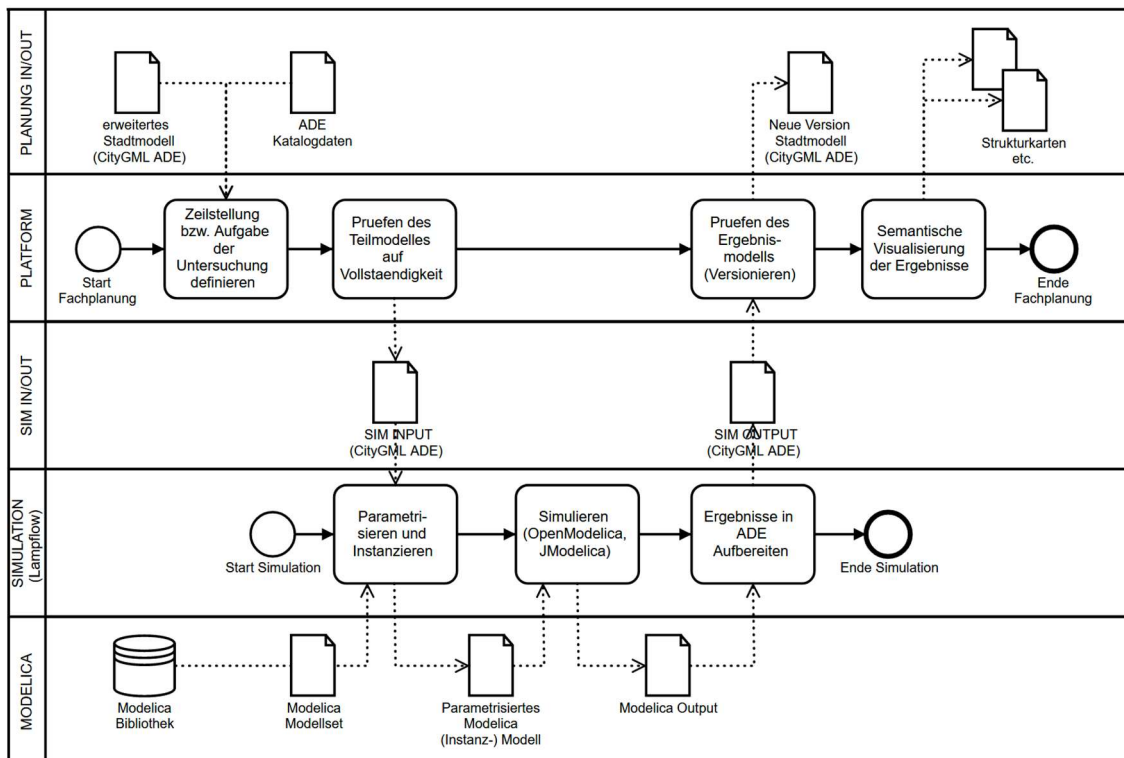 PLANUNG IN/OUT
erweitertes
Stadtmodell
(CityGML ADE)
ADE
Katalogdaten
Neue Version
Stadtmodell
(CityGML ADE)
Strukturkarten
etc.
PLATFORM
Start
Fachplanung
Zeilstellung
bzw. Aufgabe
der
Untersuchung
definieren
Pruefen des
Teilmodelles
auf
Vollstaendigkeit
Pruefen des
Ergebnis-
modells
(Versionieren)
Semantische
Visualisierung
der Ergebnisse
Ende
Fachplanung
SIM IN/OUT
SIM INPUT
(CityGML ADE)
SIM OUTPUT
(CityGML ADE)
SIMULATION
(Lampflow)
Start Simulation
Parametri-
sieren und
Instanzieren
Simulieren
(OpenModelica,
JModelica)
Ergebnisse in
ADE
Aufbereiten
Ende Simulation
MODELICA
Modelica
Bibliothek
Modelica
Modellset
Parametrisiertes
Modelica
(Instanz-) Modell
Modelica Output